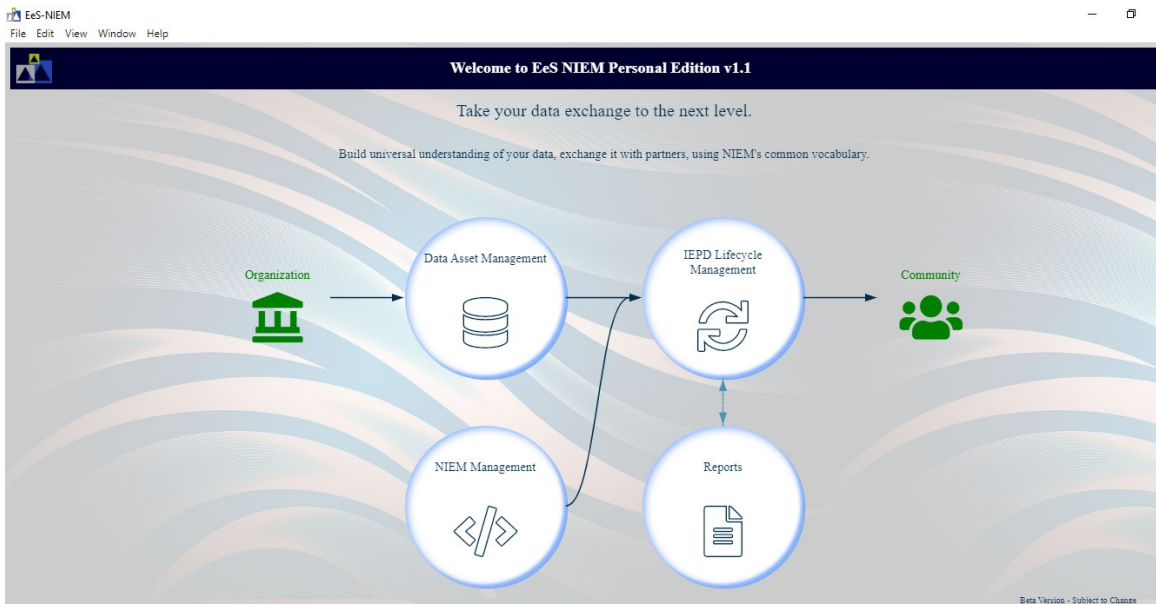 EeS-NIEM
File Edit View Window Help
Welcome to EeS NIEM Personal Edition v1.1
Take your data exchange to the next level.
Build universal understanding of your data, exchange it with partners, using NIEM's common vocabulary.
Organization
Data Asset Management
IEPD Lifecycle
Management
Community
NIEM Management
Reports
Beta Version - Subject to Change